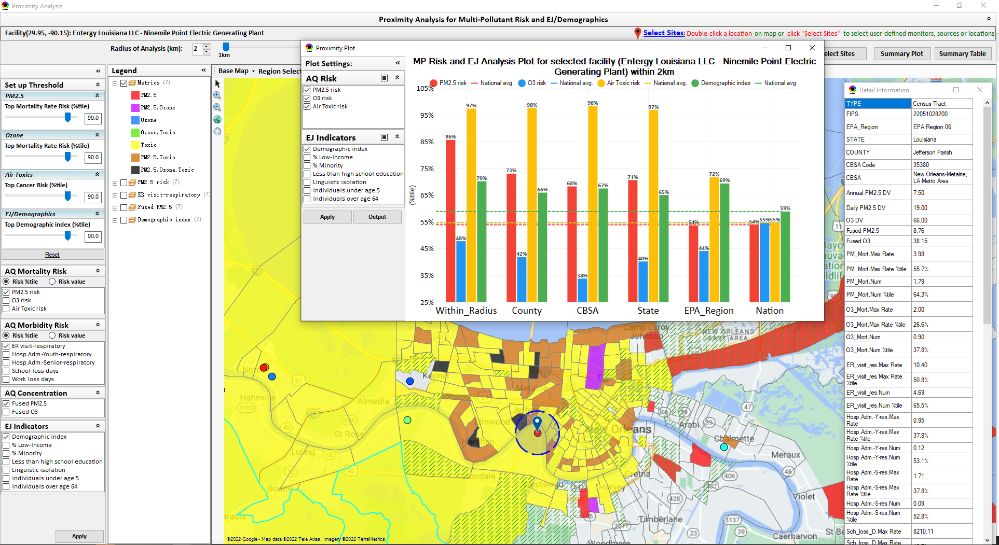 Proximity Analysis
Proximity Analysis for Multi-Pollutant Risk and EJ/Demographics
Facility(29.95, -90.15): Entergy Louisiana LLC - Ninemile Point Electric Generating Plant
Select Sites: Double-click a location on map or click "Select Sites" to select user-defined monitors, sources or locations
Radius of Analysis (km):
2
1km
elect Sites
Summary Plot
Summary Table
Set up Threshold
PM2.5
Top Mortality Rate Risk (%tile)
90.0
Ozone
Top Mortality Rate Risk (%tile)
90.0
Air Toxics
Top Cancer Risk (%tile)
90.0
EJ/Demographics
Top Demographic index (%tile)
90.0
Reset
AQ Mortality Risk
Risk %tile
Risk value
PM2.5 risk
O3 risk
Air Toxic risk
AQ Morbidity Risk
Risk %tile
Risk value
ER visit-respiratory
Hosp.Adm.-Youth-respiratory
Hosp.Adm.-Senior-respiratory
School loss days
Work loss days
AQ Concentration
Fused PM2.5
Fused O3
EJ Indicators
Demographic index
% Low-Income
% Minority
Less than high school education
Linguistic isolation
Individuals under age 5
Individuals over age 64
Apply
Legend
Metrics (7)
PM2.5
PM2.5,Ozone
Ozone
Ozone,Toxic
Toxic
PM2.5,Toxic
PM2.5,Ozone,Toxic
PM2.5 risk (7)
ER visit-respiratory (7
Fused PM2.5 (7)
Demographic index (7)
Base Map
Region Select
Proximity Plot
Plot Settings:
AQ Risk
PM2.5 risk
O3 risk
Air Toxic risk
EJ Indicators
Demographic index
% Low-Income
% Minority
Less than high school education
Linguistic isolation
Individuals under age 5
Individuals over age 64
Apply
Output
MP Risk and EJ Analysis Plot for selected facility (Entergy Louisiana LLC - Ninemile Point Electric
Generating Plant) within 2km
PM2.5 risk
National avg.
O3 risk
National avg.
Air Toxic risk
National avg.
Demographic index
National avg.
105%
95%
85%
75%
65%
55%
45%
35%
25%
(%tile)
86%
48%
97%
70%
73%
42%
98%
66%
68%
34%
98%
67%
71%
40%
97%
65%
54%
44%
72%
69%
54%
55%
55%
59%
Within_Radius
County
CBSA
State
EPA_Region
Nation
Detail Information
TYPE Census Tract
FIPS 22051028200
EPA_Region EPA Region 06
STATE Louisiana
COUNTY Jefferson Parish
CBSA Code 35380
CBSA New Orleans-Metairie,
LA Metro Area
Annual PM2.5 DV 7.50
Daily PM2.5 DV 19.00
O3 DV 66.00
Fused PM2.5 8.76
Fused O3 38.15
PM_Mort.Max Rate 3.98
PM_Mort.Max Rate %tile 55.7%
PM_Mort.Num 1.79
PM_Mort.Num %tile 64.3%
O3_Mort.Max Rate 2.00
O3_Mort.Max Rate %tile 26.6%
O3_Mort.Num 0.90
O3_Mort.Num %tile 37.8%
ER_visit_res.Max Rate 10.40
ER_visit_res.Max Rate
%tile 50.8%
ER_visit_res.Num 4.69
ER_visit_res.Num %tile 65.5%
Hosp.Adm.-Y-res.Max
Rate 0.95
Hosp.Adm.-Y-res.Max
Rate %tile 37.8%
Hosp.Adm.-Y-res.Num 0.12
Hosp.Adm.-Y-res.Num
%tile 53.1%
Hosp.Adm.-S-res.Max
Rate 1.71
Hosp.Adm.-S-res.Max
Rate %tile 37.8%
Hosp.Adm.-S-res.Num 0.09
Hosp.Adm.-S-res.Num
%tile 52.8%
Sch_loss_D.Max Rate 8210.11
Sch_loss_D.Max Rate
Camp Leroy
Johnson
NEW ORLEANS
EAST AREA
Kenner
Metairie
Hahnville
61
3160
Almedia
626
48
St Rose
Jefferson
Elmwood
Harahan
New Orleans
Arabi
39
46
47
Chalmette
Meraux
46
Luling
18
90
Avondale
Westwego
Harvey
Gretna
406
407
Violet
541
428
Boutte
45
Timberlane
3017
3137
23
39
Caernarvon
St Be
Woodmere
©2022 Google - Map data ©2022 Tele Atlas, Imagery ©2022 TerraMetrics